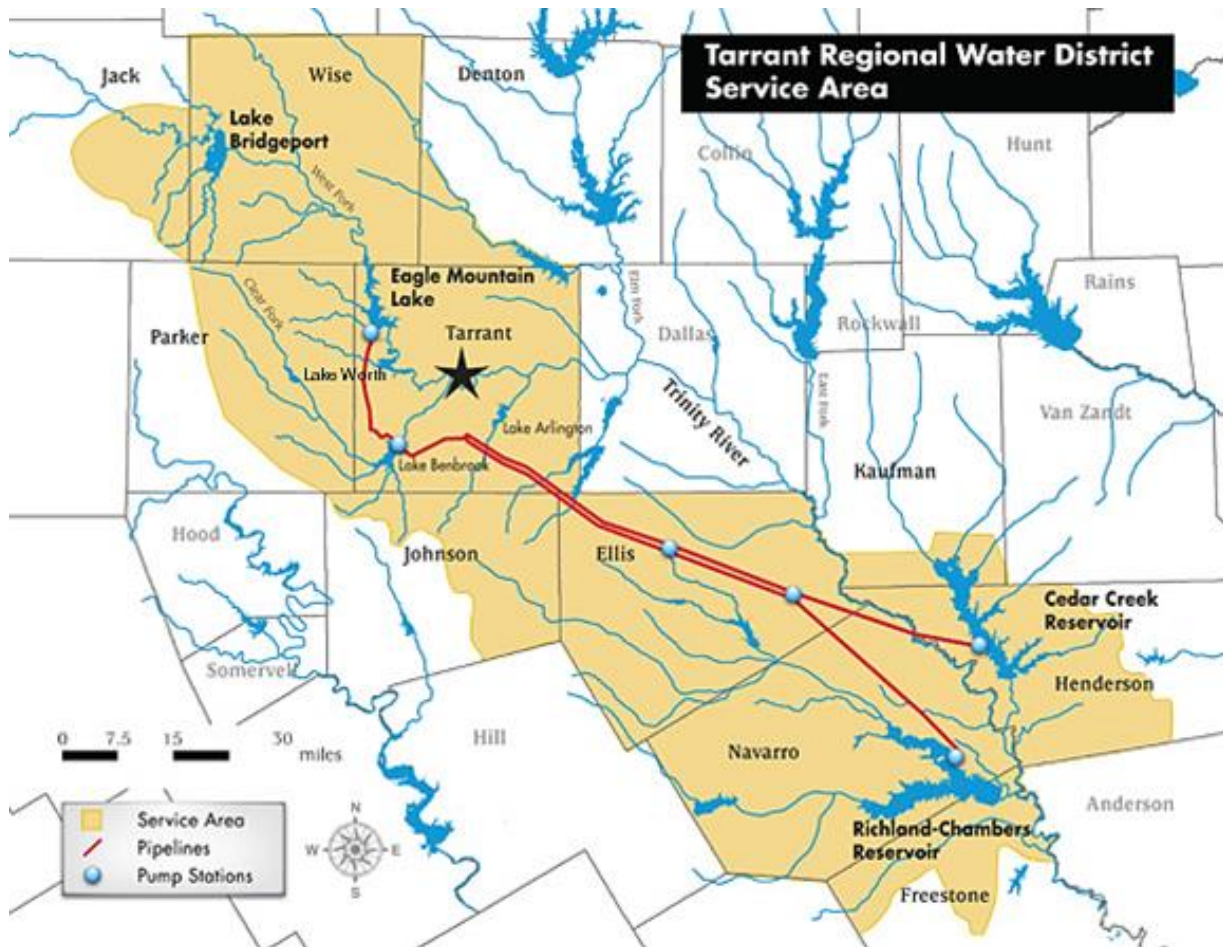 Tarrant Regional Water District
Service Area
Jack
Wise
Denton
Collin
Hunt
Lake
Bridgeport
West Fork
Eagle Mountain
Lake
Clear Fork
Elm Fork
Rains
Parker
Tarrant
Dallas
Rockwall
Lake Worth
Trinity River
East Fork
Van Zandt
Lake Arlington
Lake Benbrook
Kaufman
Hood
Johnson
Ellis
Cedar Creek
Reservoir
Somervell
Henderson
Hill
Navarro
0 7.5 15 30
miles
Anderson
Service Area
Pipelines
Pump Stations
N
W E
S
Richland-Chambers
Reservoir
Freestone